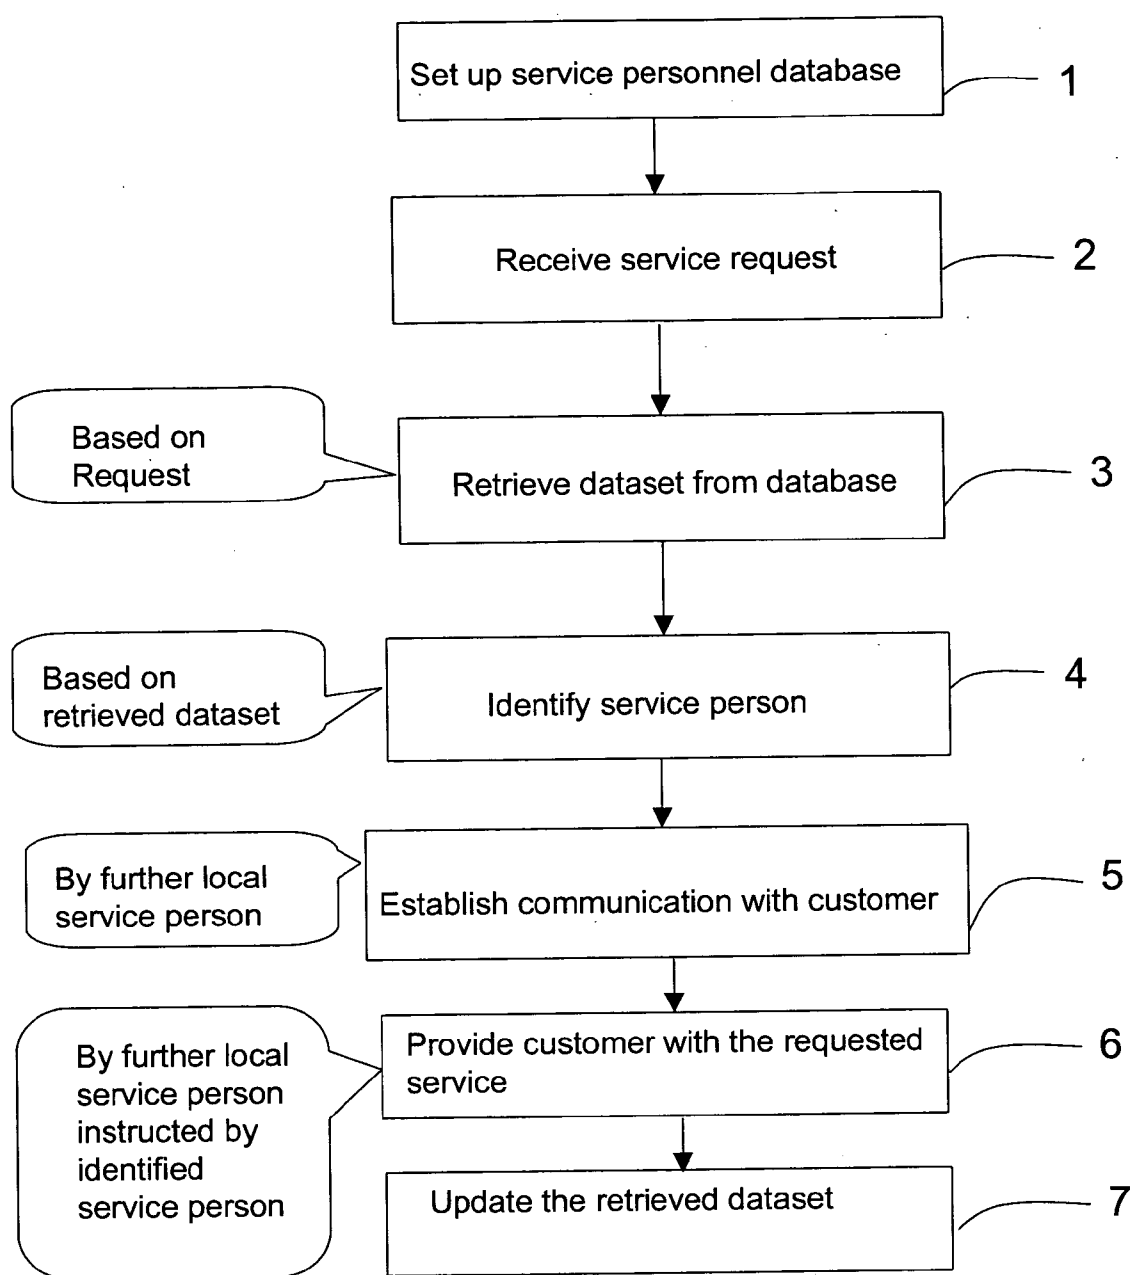 Set up service personnel database
1
Receive service request
2
Based on
Request
Retrieve dataset from database
3
Based on
retrieved dataset
Identify service person
4
By further local
service person
Establish communication with customer
5
By further local
service person
instructed by
identified
service person
Provide customer with the requested
service
6
Update the retrieved dataset
7